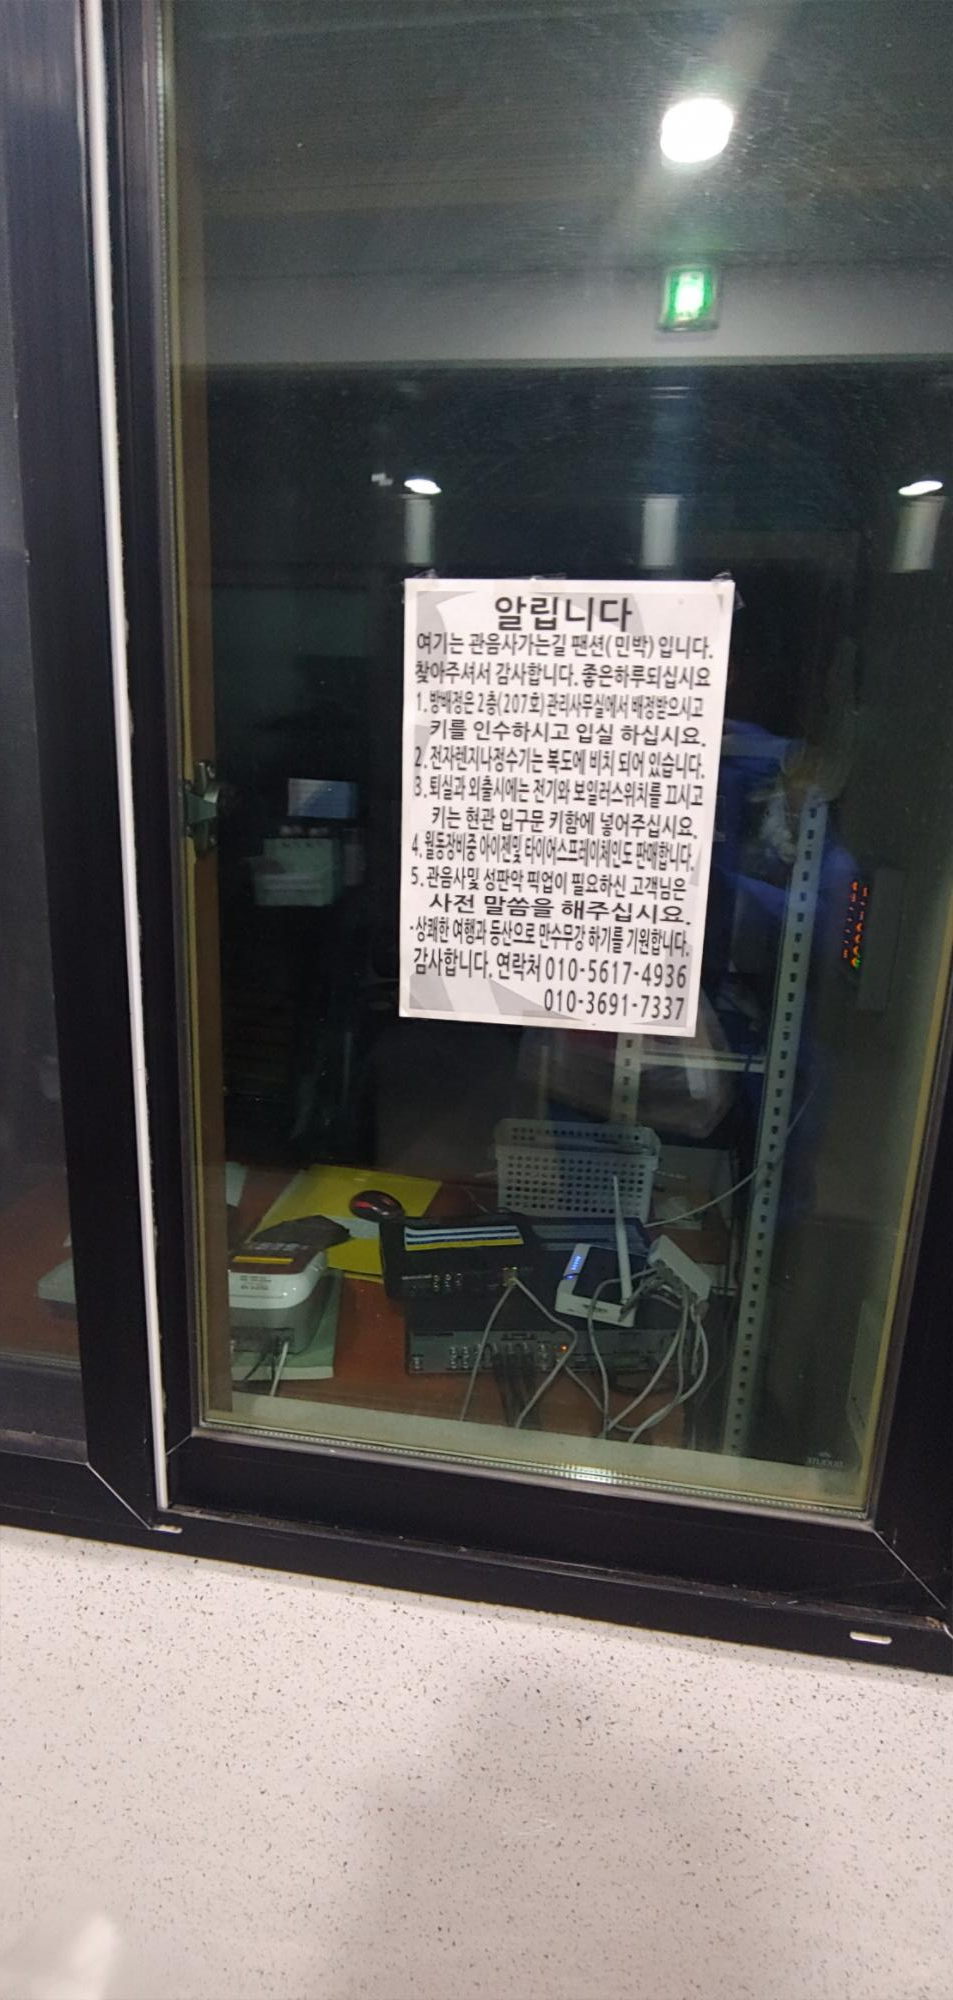 알립니다
여기는 관음사가는길 팬션(민박)입니다.
찾아주셔서 감사합니다. 좋은하루되십시요
1. 방배정은 2층(207호)관리사무실에서 배정받으시고
키를 인수하시고 입실 하십시요.
2. 전자렌지나정수기는 복도에 비치 되어 있습니다.
3. 퇴실과 외출시에는 전기와 보일러스위치를 끄시고
키는 현관 입구문 키함에 넣어주십시요.
4. 월동장비중 아이젠및 타이어스프레이체인도 판매합니다.
5. 관음사및 성판악 픽업이 필요하신 고객님은
사전 말씀을 해주십시요.
·상쾌한 여행과 등산으로 만수무강 하기를 기원합니다.
감사합니다. 연락처 010-5617-4936
010-3691-7337